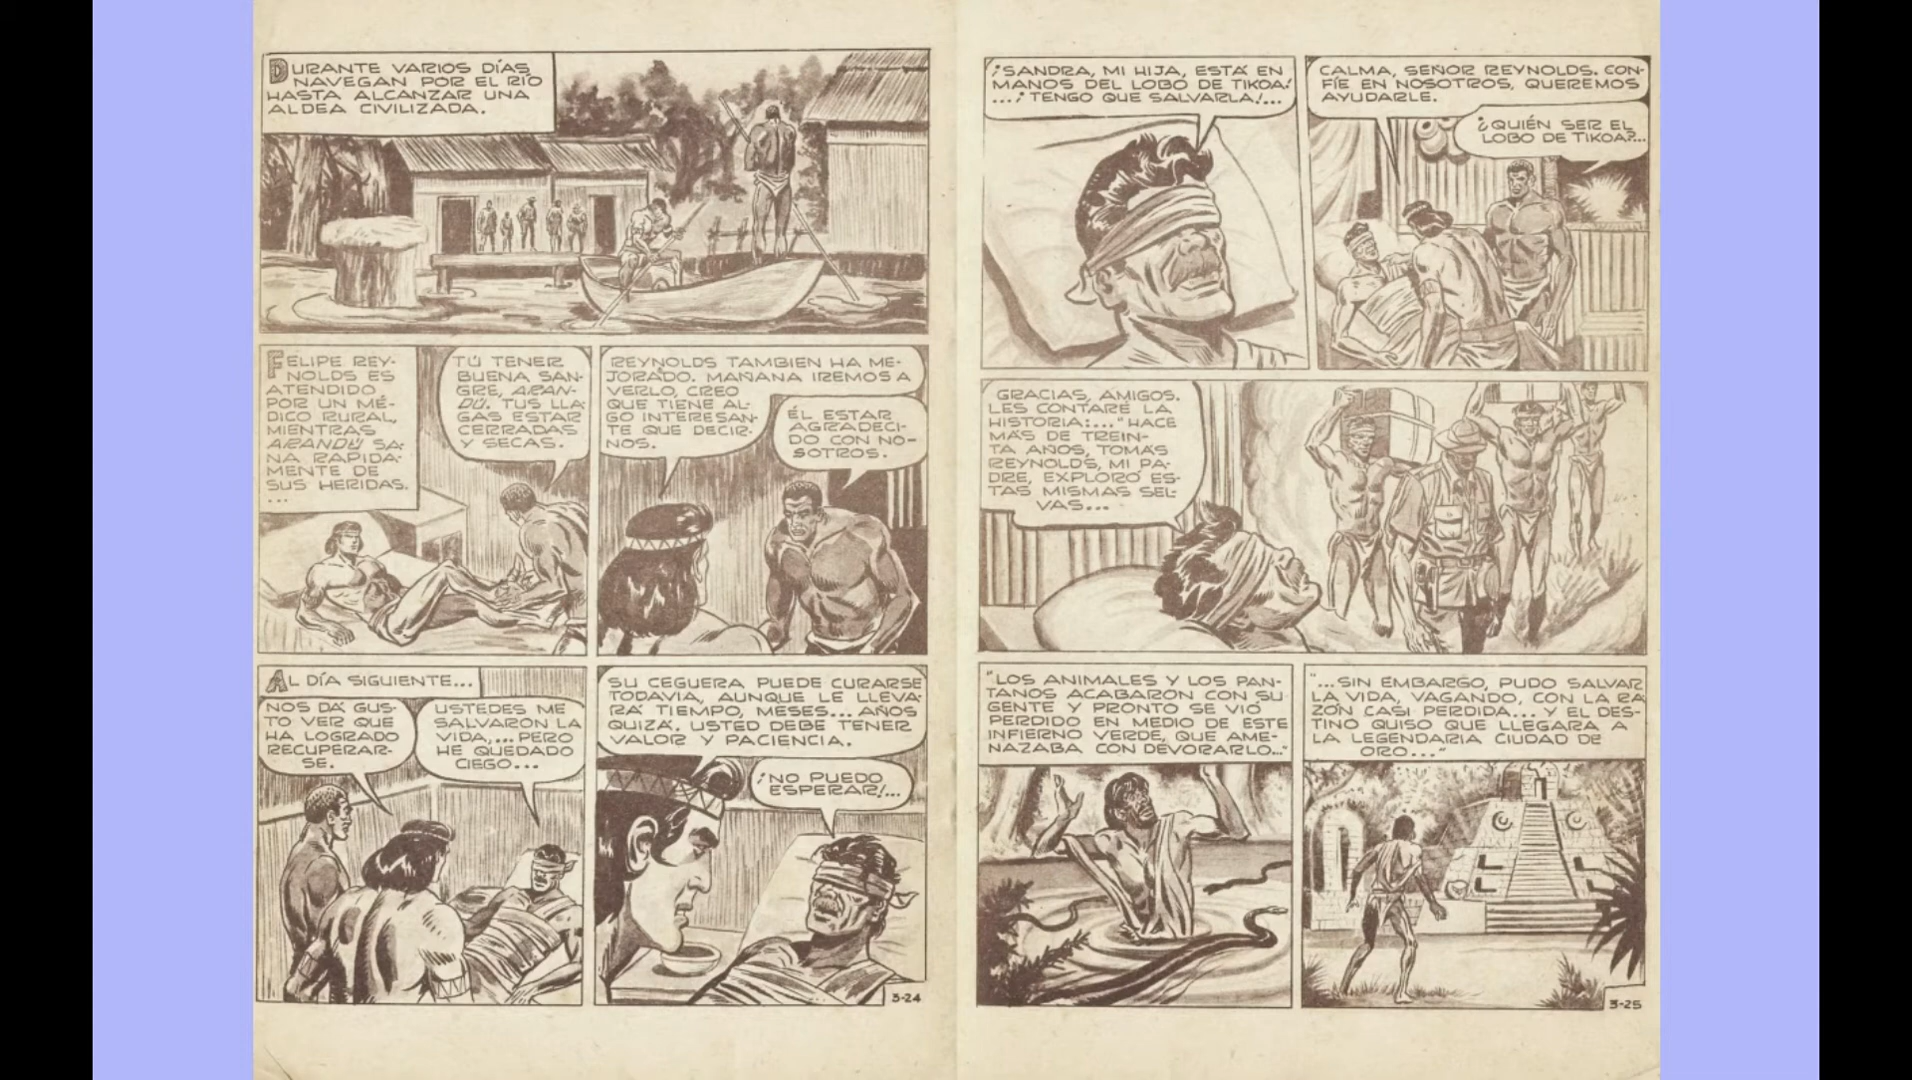 DURANTE VARIOS DÍAS
NAVEGAN POR EL RÍO
HASTA ALCANZAR UNA
ALDEA CIVILIZADA.
FELIPE REY-
NOLDS ES
ATENDIDO
POR UN MÉ-
DICO RURAL,
MIENTRAS
ARANDÚ SA-
NA RAPIDA-
MENTE DE
SUS HERIDAS.
...
TÚ TENER
BUENA SAN-
GRE, ARAN-
DÚ. TUS LLA
GAS ESTAR
CERRADAS
Y SECAS.
REYNOLDS TAMBIEN HA ME-
JORADO. MAÑANA IREMOS A
VERLO, CREO
QUE TIENE AL-
GO INTERESAN-
TE QUE DECIR-
NOS.
ÉL ESTAR
AGRADECI-
DO CON NO-
SOTROS.
AL DÍA SIGUIENTE...
NOS DÁ GUS-
TO VER QUE
HA LOGRADO
RECUPERAR-
SE.
USTEDES ME
SALVARON LA
VIDA,... PERO
HE QUEDADO
CIEGO...
SU CEGUERA PUEDE CURARSE
TODAVIA, AUNQUE LE LLEVA-
RÁ TIEMPO, MESES... AÑOS
QUIZÁ. USTED DEBE TENER
VALOR Y PACIENCIA.
¡NO PUEDO
ESPERAR!...
3-24
¡SANDRA, MI HIJA, ESTÁ EN
MANOS DEL LOBO DE TIKOA!
...¡TENGO QUE SALVARLA!...
CALMA, SEÑOR REYNOLDS. CON-
FÍE EN NOSOTROS, QUEREMOS
AYUDARLE.
¿QUIÉN SER EL
LOBO DE TIKOA?...
GRACIAS, AMIGOS.
LES CONTARÉ LA
HISTORIA:..." HACE
MÁS DE TREIN-
TA AÑOS, TOMÁS
REYNOLDS, MI PA-
DRE, EXPLORÓ ES-
TAS MISMAS SEL-
VAS...
"LOS ANIMALES Y LOS PAN-
TANOS ACABARON CON SU
GENTE Y PRONTO SE VIÓ
PERDIDO EN MEDIO DE ESTE
INFIERNO VERDE, QUE AME-
NAZABA CON DEVORARLO..."
"...SIN EMBARGO, PUDO SALVAR
LA VIDA, VAGANDO, CON LA RA
ZÓN CASI PERDIDA... Y EL DES-
TINO QUISO QUE LLEGARA A
LA LEGENDARIA CIUDAD DE
ORO..."
3-25